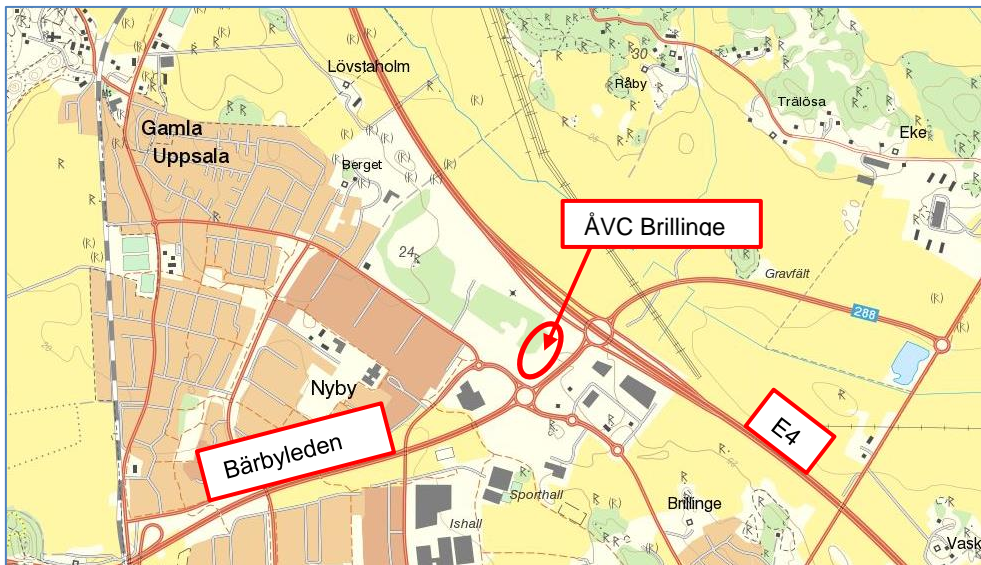 Lövstaholm
30
Råby
Trälösa
Eke
Ms
Gamla
Uppsala
Berget
ÅVC Brillinge
24
Gravfält
288
Nyby
Bärbyleden
E4
Sporthall
Ishall
Brillinge
Vask